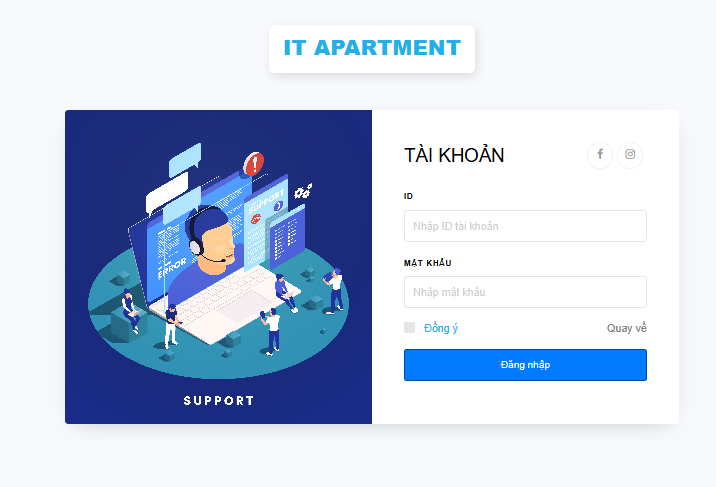 IT APARTMENT
TÀI KHOẢN
ID
Nhập ID tài khoản
MẬT KHẨU
Nhập mật khẩu
Đồng ý
Quay về
Đăng nhập
SUPPORT
ERROR
SUPPORT